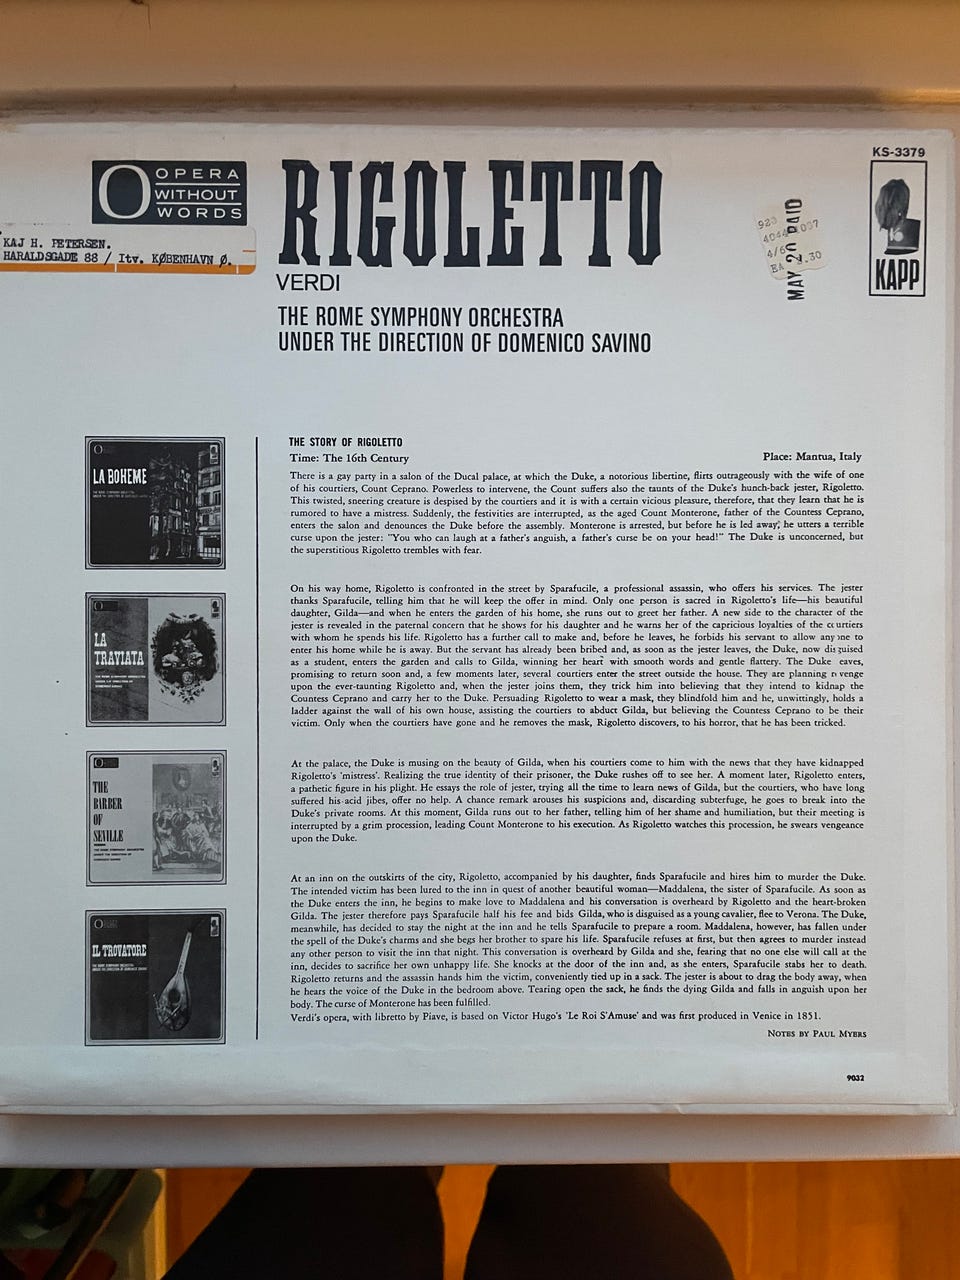 KS-3379
OPERA
WITHOUT
WORDS
RIGOLETTO
KAJ H. PETERSEN.
HARALDSGADE 88 / Itv. KØBENHAVN Ø.
MAY 20 PAID
KAPP
VERDI
THE ROME SYMPHONY ORCHESTRA
UNDER THE DIRECTION OF DOMENICO SAVINO
LA BOHEME
LA
TRAVIATA
THE
BARBER
OF
SEVILLE
IL TROVATORE
THE STORY OF RIGOLETTO
Time: The 16th Century Place: Mantua, Italy
There is a gay party in a salon of the Ducal palace, at which the Duke, a notorious libertine, flirts outrageously with the wife of one
of his courtiers, Count Ceprano. Powerless to intervene, the Count suffers also the taunts of the Duke's hunch-back jester, Rigoletto.
This twisted, sneering creature is despised by the courtiers and it is with a certain vicious pleasure, therefore, that they learn that he is
rumored to have a mistress. Suddenly, the festivities are interrupted, as the aged Count Monterone, father of the Countess Ceprano,
enters the salon and denounces the Duke before the assembly. Monterone is arrested, but before he is led away, he utters a terrible
curse upon the jester: "You who can laugh at a father's anguish, a father's curse be on your head!" The Duke is unconcerned, but
the superstitious Rigoletto trembles with fear.
On his way home, Rigoletto is confronted in the street by Sparafucile, a professional assassin, who offers his services. The jester
thanks Sparafucile, telling him that he will keep the offer in mind. Only one person is sacred in Rigoletto's life—his beautiful
daughter, Gilda—and when he enters the garden of his home, she runs out to greet her father. A new side to the character of the
jester is revealed in the paternal concern that he shows for his daughter and he warns her of the capricious loyalties of the courtiers
with whom he spends his life. Rigoletto has a further call to make and, before he leaves, he forbids his servant to allow anyone to
enter his home while he is away. But the servant has already been bribed and, as soon as the jester leaves, the Duke, now disguised
as a student, enters the garden and calls to Gilda, winning her heart with smooth words and gentle flattery. The Duke eaves,
promising to return soon and, a few moments later, several courtiers enter the street outside the house. They are planning revenge
upon the ever-taunting Rigoletto and, when the jester joins them, they trick him into believing that they intend to kidnap the
Countess Ceprano and carry her to the Duke. Persuading Rigoletto to wear a mask, they blindfold him and he, unwittingly, holds a
ladder against the wall of his own house, assisting the courtiers to abduct Gilda, but believing the Countess Ceprano to be their
victim. Only when the courtiers have gone and he removes the mask, Rigoletto discovers, to his horror, that he has been tricked.
At the palace, the Duke is musing on the beauty of Gilda, when his courtiers come to him with the news that they have kidnapped
Rigoletto's 'mistress'. Realizing the true identity of their prisoner, the Duke rushes off to see her. A moment later, Rigoletto enters,
a pathetic figure in his plight. He essays the role of jester, trying all the time to learn news of Gilda, but the courtiers, who have long
suffered his acid jibes, offer no help. A chance remark arouses his suspicions and, discarding subterfuge, he goes to break into the
Duke's private rooms. At this moment, Gilda runs out to her father, telling him of her shame and humiliation, but their meeting is
interrupted by a grim procession, leading Count Monterone to his execution. As Rigoletto watches this procession, he swears vengeance
upon the Duke.
At an inn on the outskirts of the city, Rigoletto, accompanied by his daughter, finds Sparafucile and hires him to murder the Duke.
The intended victim has been lured to the inn in quest of another beautiful woman—Maddalena, the sister of Sparafucile. As soon as
the Duke enters the inn, he begins to make love to Maddalena and his conversation is overheard by Rigoletto and the heart-broken
Gilda. The jester therefore pays Sparafucile half his fee and bids Gilda, who is disguised as a young cavalier, flee to Verona. The Duke,
meanwhile, has decided to stay the night at the inn and he tells Sparafucile to prepare a room. Maddalena, however, has fallen under
the spell of the Duke's charms and she begs her brother to spare his life. Sparafucile refuses at first, but then agrees to murder instead
any other person to visit the inn that night. This conversation is overheard by Gilda and she, fearing that no one else will call at the
inn, decides to sacrifice her own unhappy life. She knocks at the door of the inn and, as she enters, Sparafucile stabs her to death.
Rigoletto returns and the assassin hands him the victim, conveniently tied up in a sack. The jester is about to drag the body away, when
he hears the voice of the Duke in the bedroom above. Tearing open the sack, he finds the dying Gilda and falls in anguish upon her
body. The curse of Monterone has been fulfilled.
Verdi's opera, with libretto by Piave, is based on Victor Hugo's 'Le Roi S'Amuse' and was first produced in Venice in 1851.
NOTES BY PAUL MYERS
9032